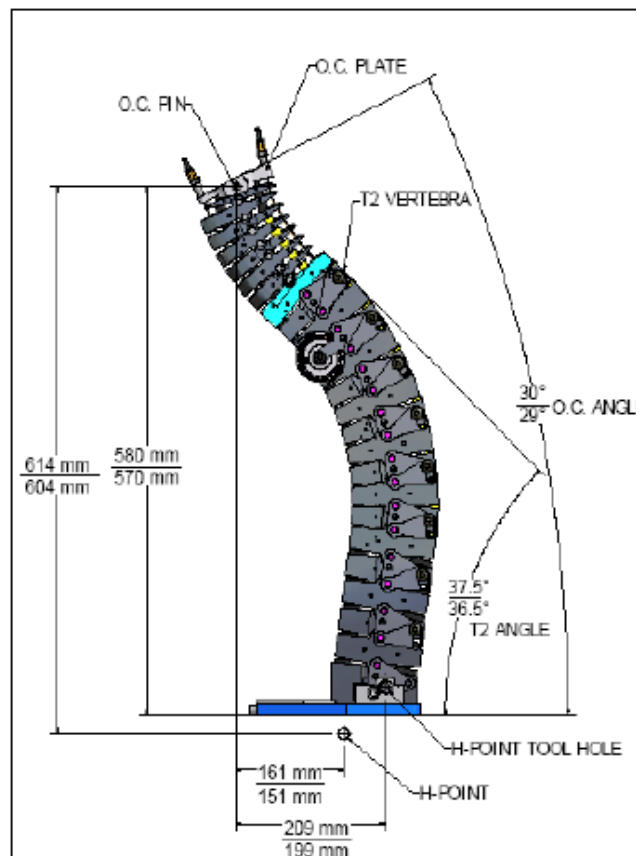 O.C. PLATE
O.C. PIN
T2 VERTEBRA
30°
29°
O.C. ANGLE
614 mm
604 mm
580 mm
570 mm
37.5°
36.5°
T2 ANGLE
H-POINT TOOL HOLE
161 mm
151 mm
H-POINT
209 mm
199 mm